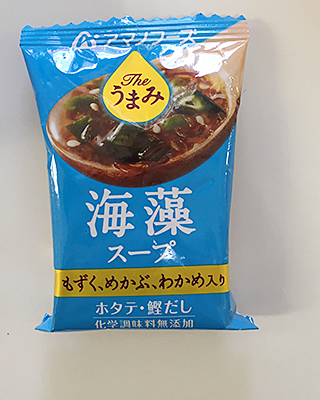 アマノフーズ
The
うまみ
海藻
スープ
もずく、めかぶ、わかめ入り
ホタテ・鰹だし
化学調味料無添加